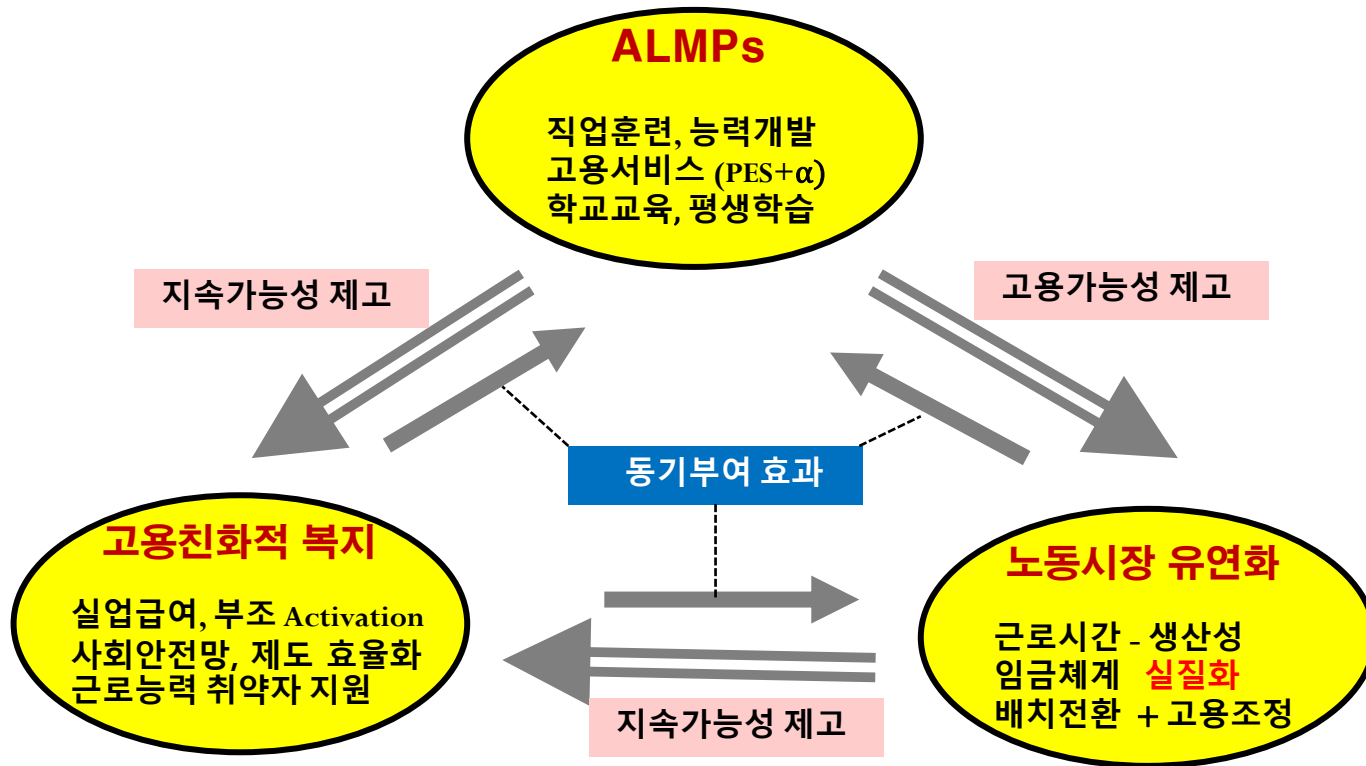 ALMPs
직업훈련, 능력개발
고용서비스 (PES+α)
학교교육, 평생학습
지속가능성 제고
고용가능성 제고
동기부여 효과
고용친화적 복지
실업급여, 부조 Activation
사회안전망, 제도 효율화
근로능력 취약자 지원
노동시장 유연화
근로시간 - 생산성
임금체계 실질화
배치전환 + 고용조정
지속가능성 제고